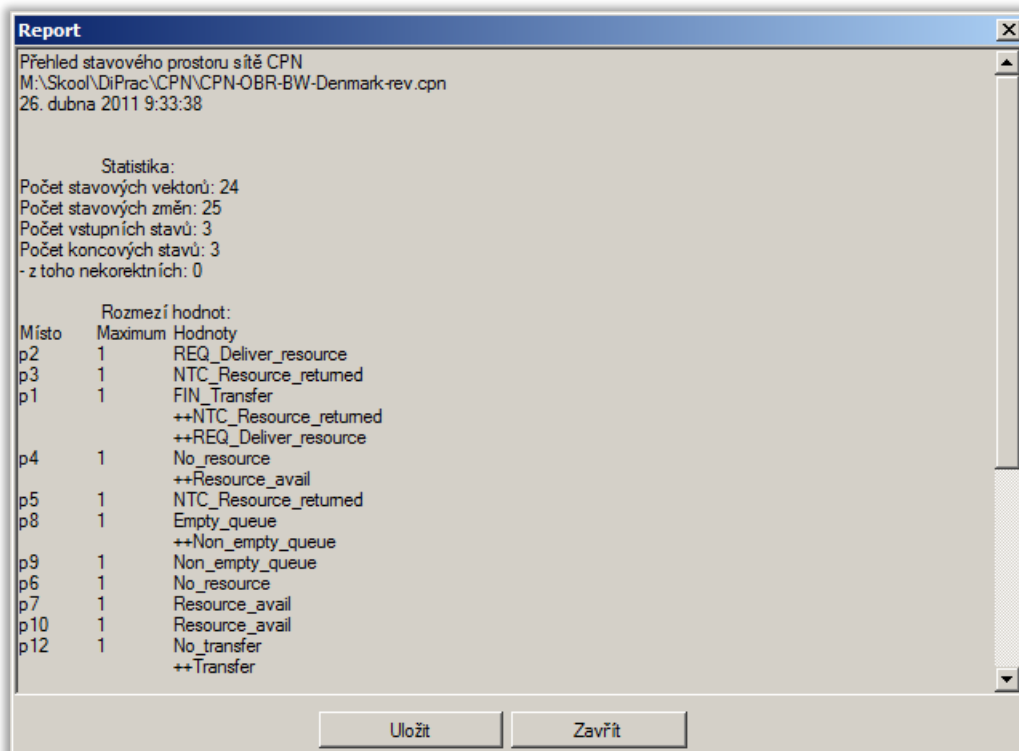 Report
Přehled stavového prostoru sítě CPN
M:\Skool\DiPrac\CPN\CPN-OBR-BW-Denmark-rev.cpn
26. dubna 2011 9:33:38
Statistika:
Počet stavových vektorů: 24
Počet stavových změn: 25
Počet vstupních stavů: 3
Počet koncových stavů: 3
- z toho nekorektních: 0
Rozmezí hodnot:
Místo Maximum Hodnoty
p2 1 REQ_Deliver_resource
p3 1 NTC_Resource_returned
p1 1 FIN_Transfer
++NTC_Resource_returned
++REQ_Deliver_resource
p4 1 No_resource
++Resource_avail
p5 1 NTC_Resource_returned
p8 1 Empty_queue
++Non_empty_queue
p9 1 Non_empty_queue
p6 1 No_resource
p7 1 Resource_avail
p10 1 Resource_avail
p12 1 No_transfer
++Transfer
Uložit Zavřít